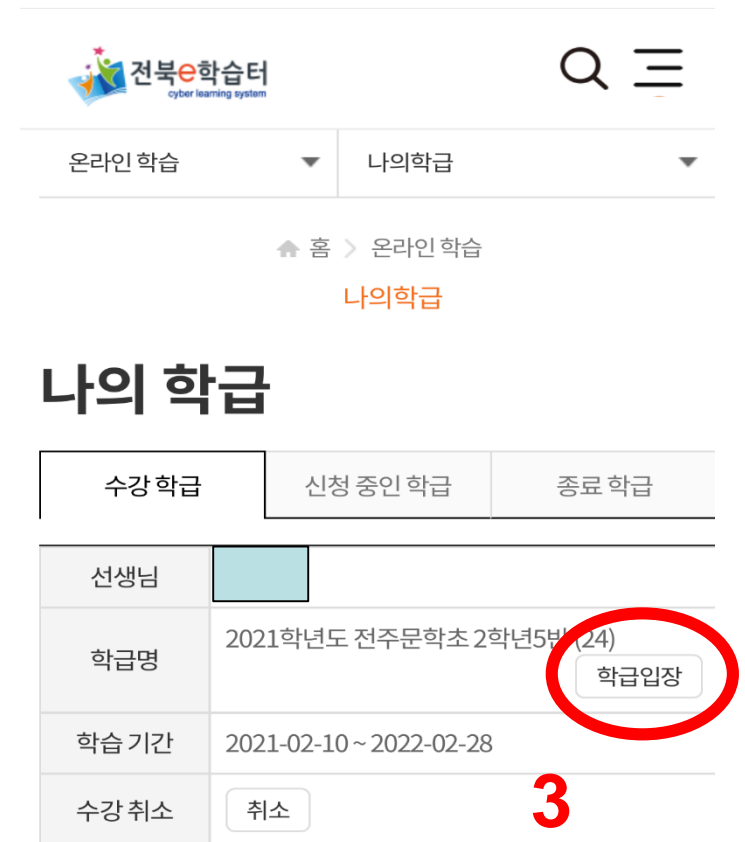 전북e학습터
cyber learning system
온라인 학습 나의학급
홈 > 온라인 학습
나의학급
나의 학급
수강 학급 신청 중인 학급 종료 학급
선생님
학급명 2021학년도 전주문학초 2학년5반 (24)
학급입장
학습 기간 2021-02-10 ~ 2022-02-28
수강 취소 취소
3